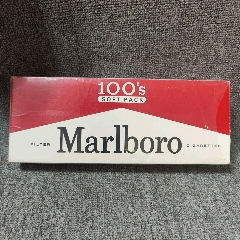 100's
SOFT PACK
FILTER Marlboro CIGARETTES